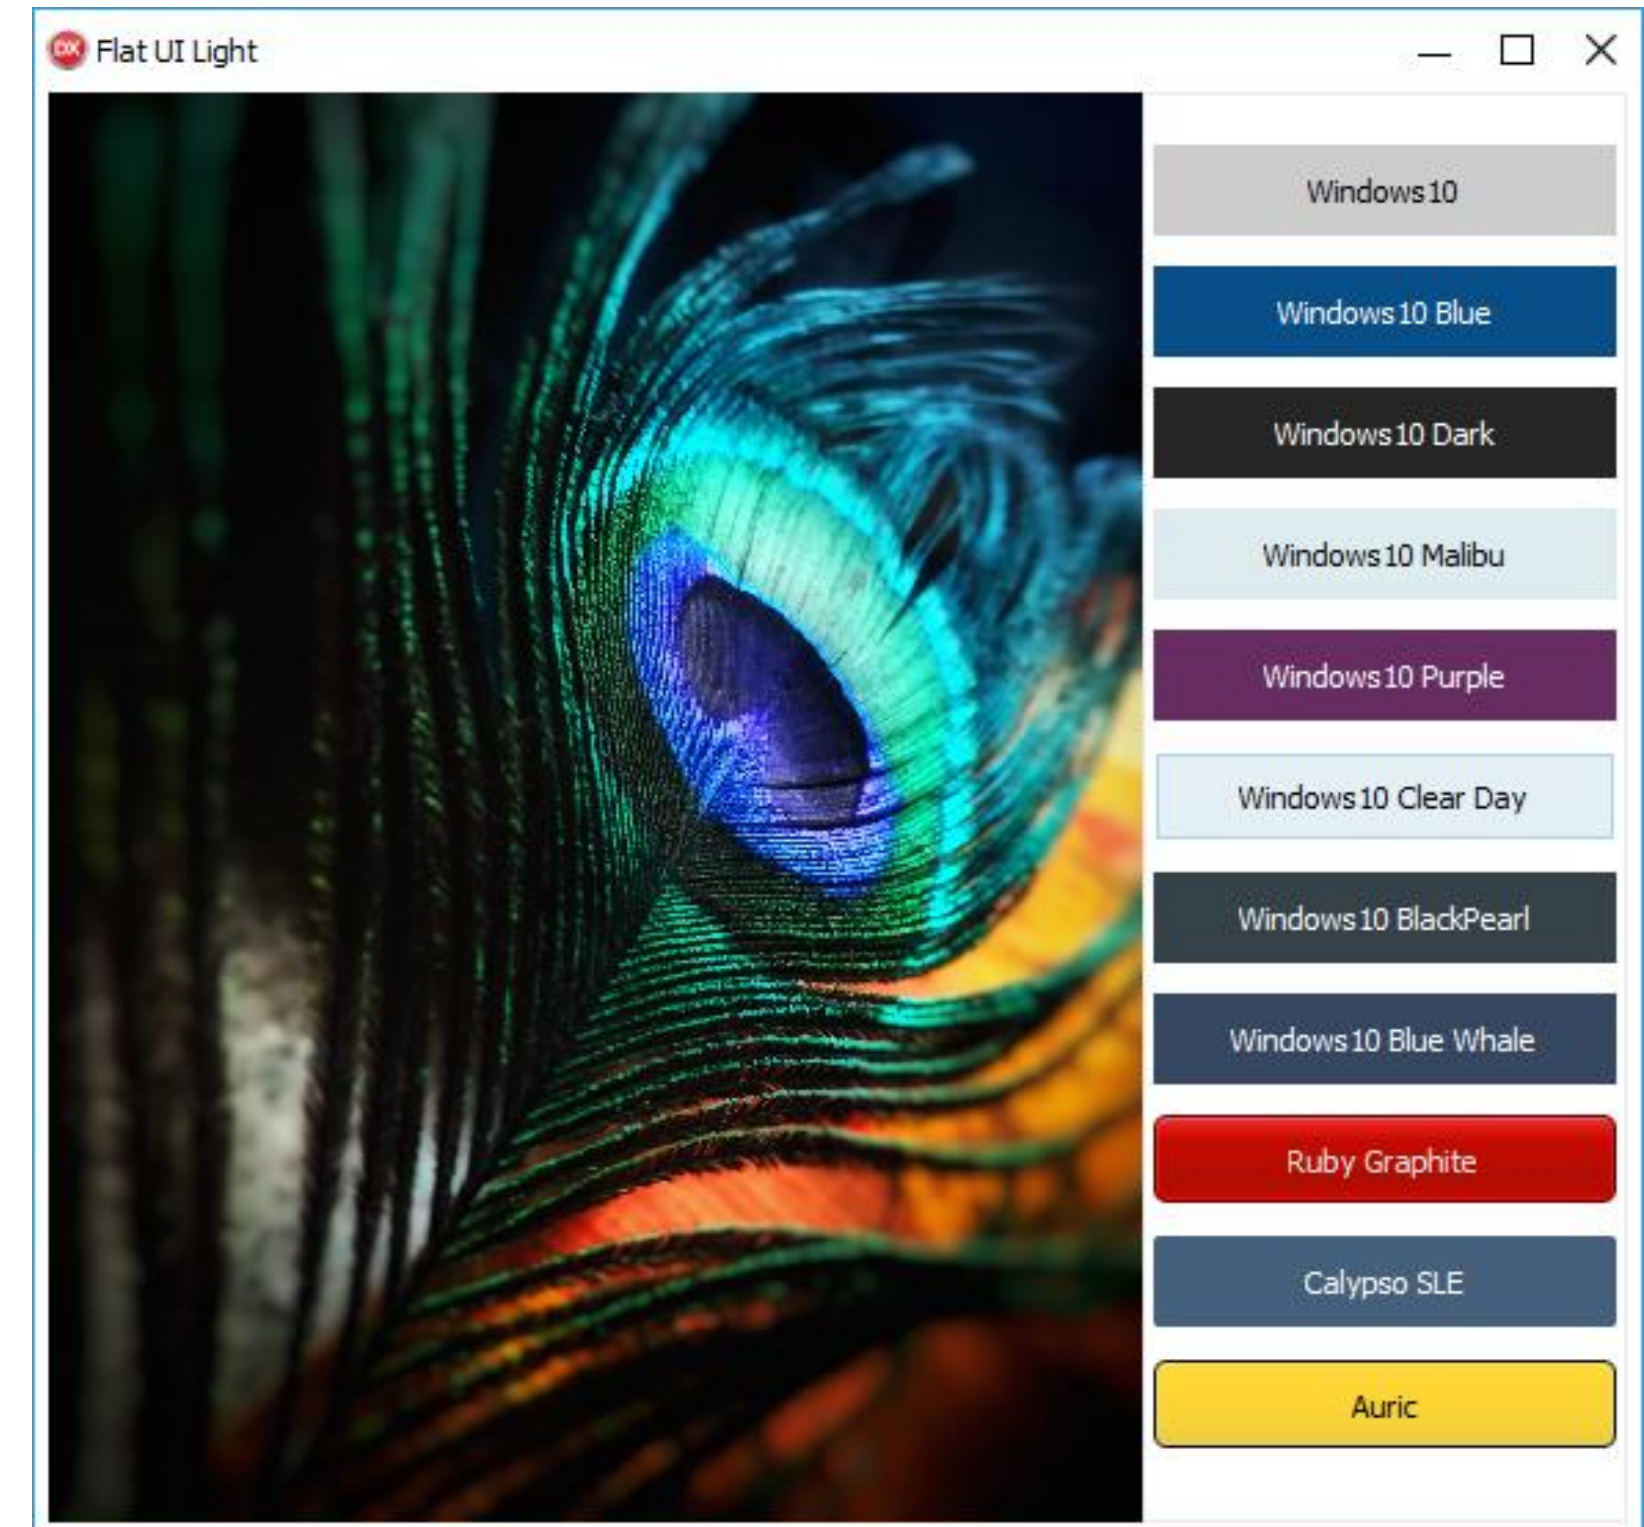 DX Flat UI Light
Windows10
Windows10 Blue
Windows10 Dark
Windows10 Malibu
Windows10 Purple
Windows10 Clear Day
Windows10 BlackPearl
Windows10 Blue Whale
Ruby Graphite
Calypso SLE
Auric